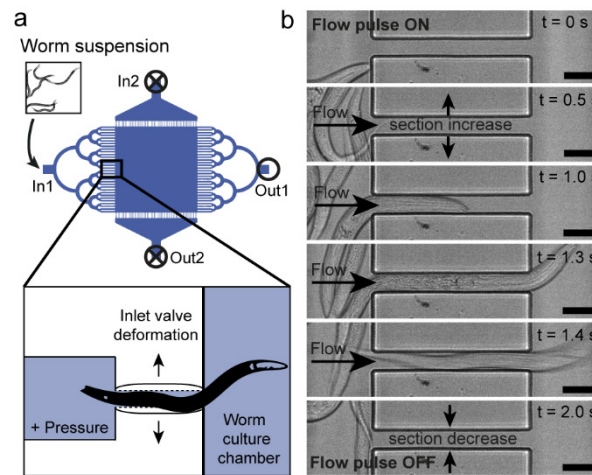 a
Worm suspension
In2
In1
Out1
Out2
Inlet valve
deformation
+ Pressure
Worm
culture
chamber
b
Flow pulse ON
t = 0 s
t = 0.5 s
Flow
section increase
t = 1.0 s
Flow
t = 1.3 s
Flow
t = 1.4 s
Flow
t = 2.0 s
section decrease
Flow pulse OFF